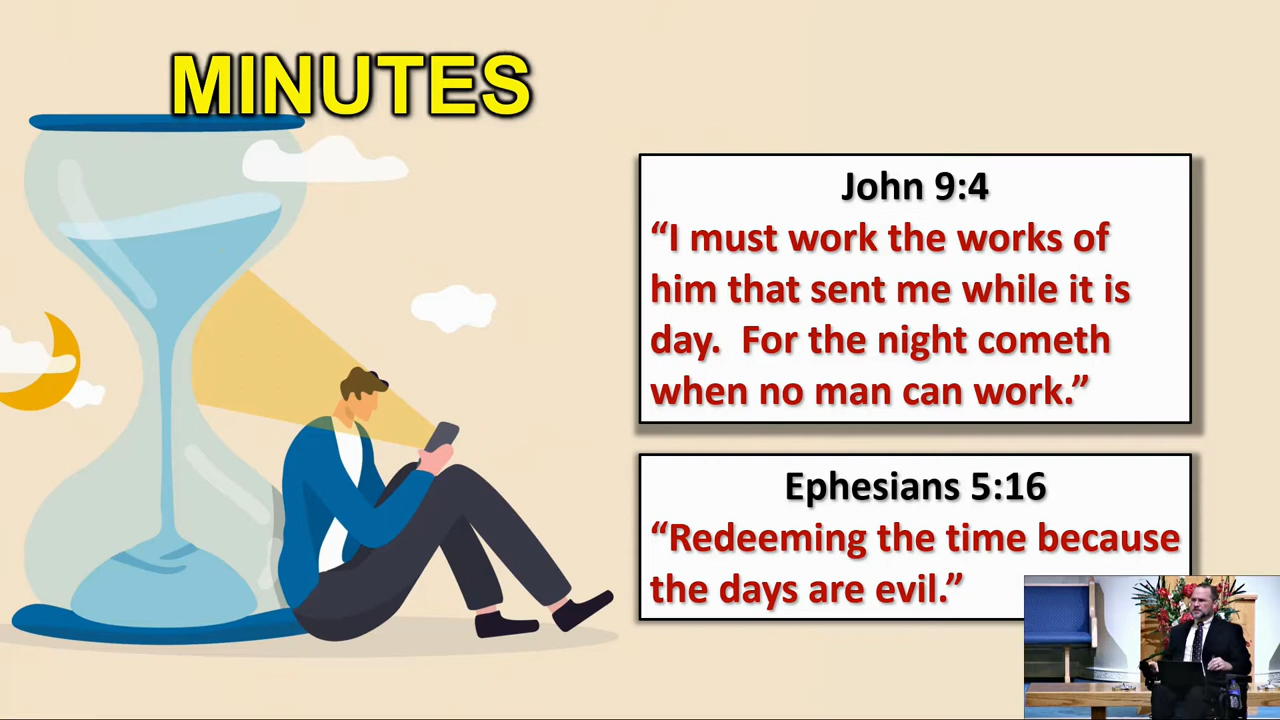 MINUTES
John 9:4
“I must work the works of
him that sent me while it is
day.  For the night cometh
when no man can work.”
Ephesians 5:16
“Redeeming the time because
the days are evil.”